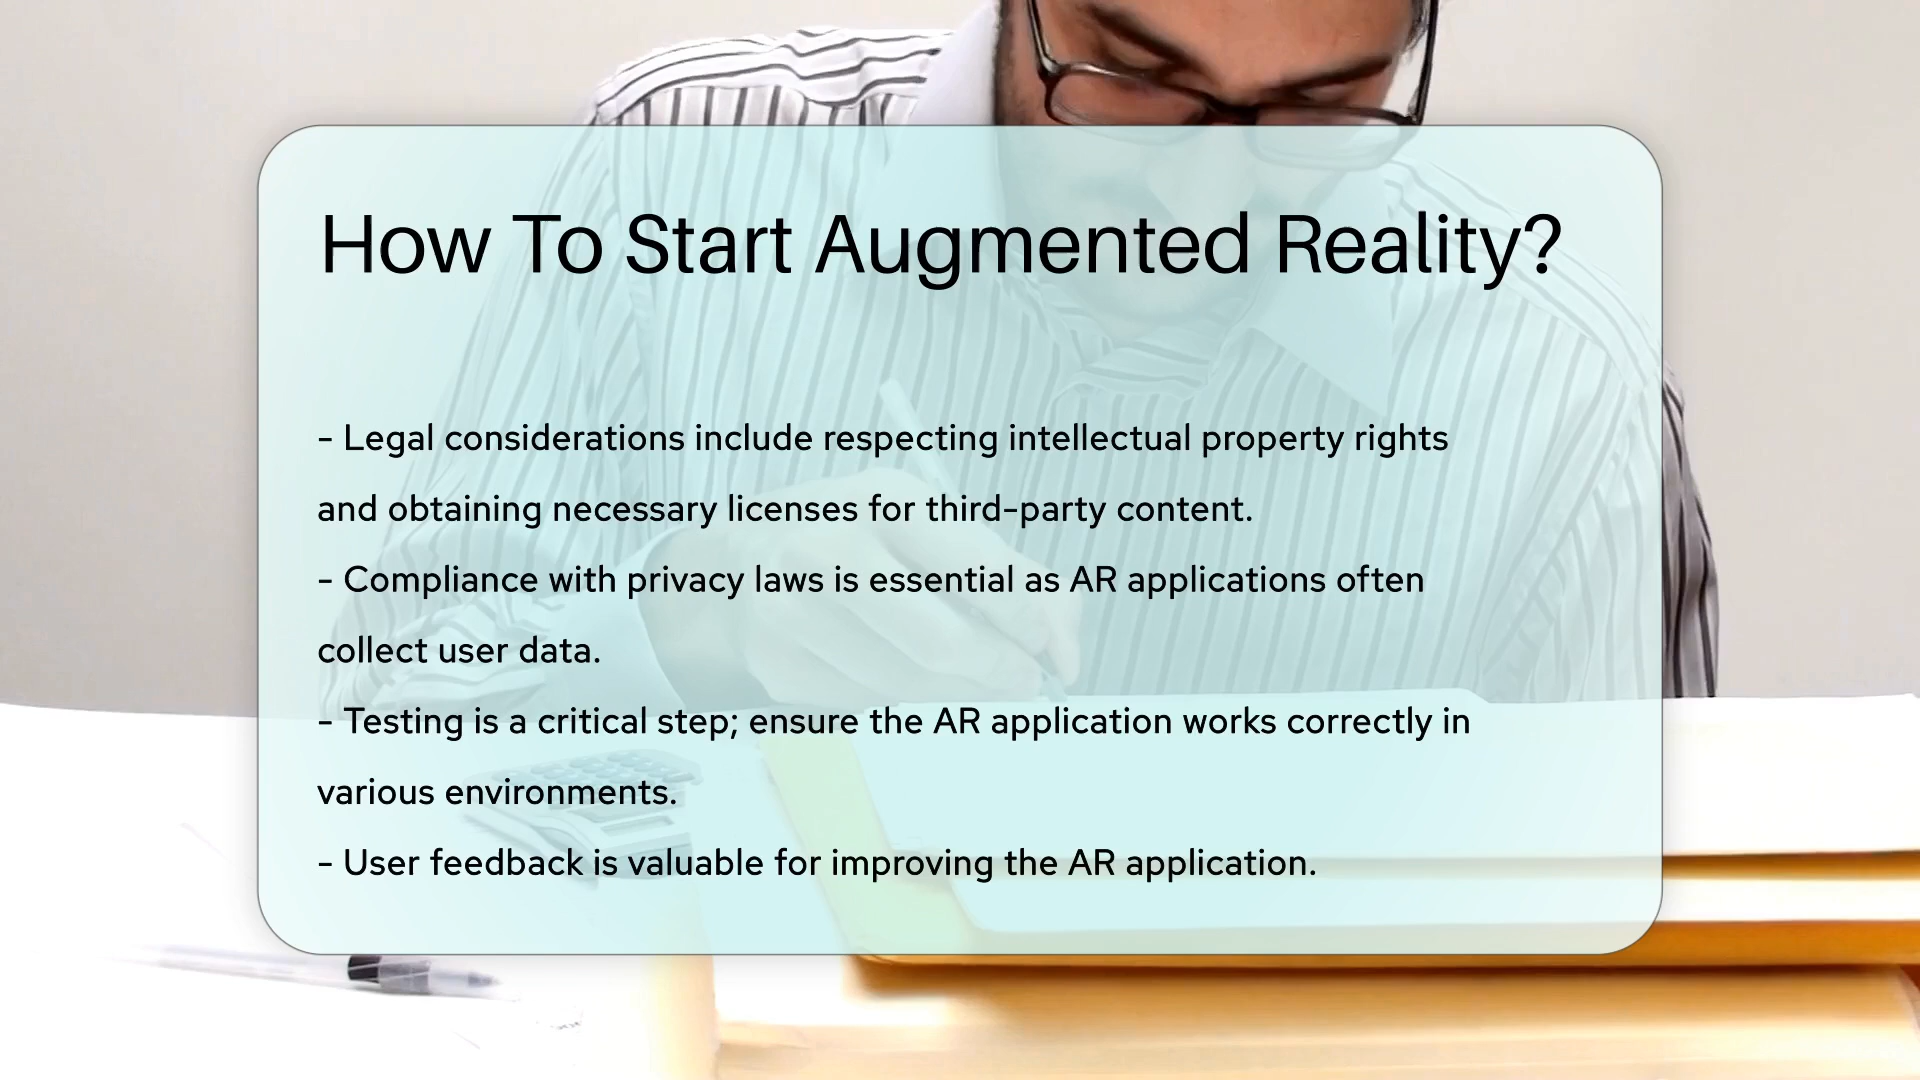 How To Start Augmented Reality?
- Legal considerations include respecting intellectual property rights
and obtaining necessary licenses for third-party content.
- Compliance with privacy laws is essential as AR applications often
collect user data.
- Testing is a critical step; ensure the AR application works correctly in
various environments.
- User feedback is valuable for improving the AR application.